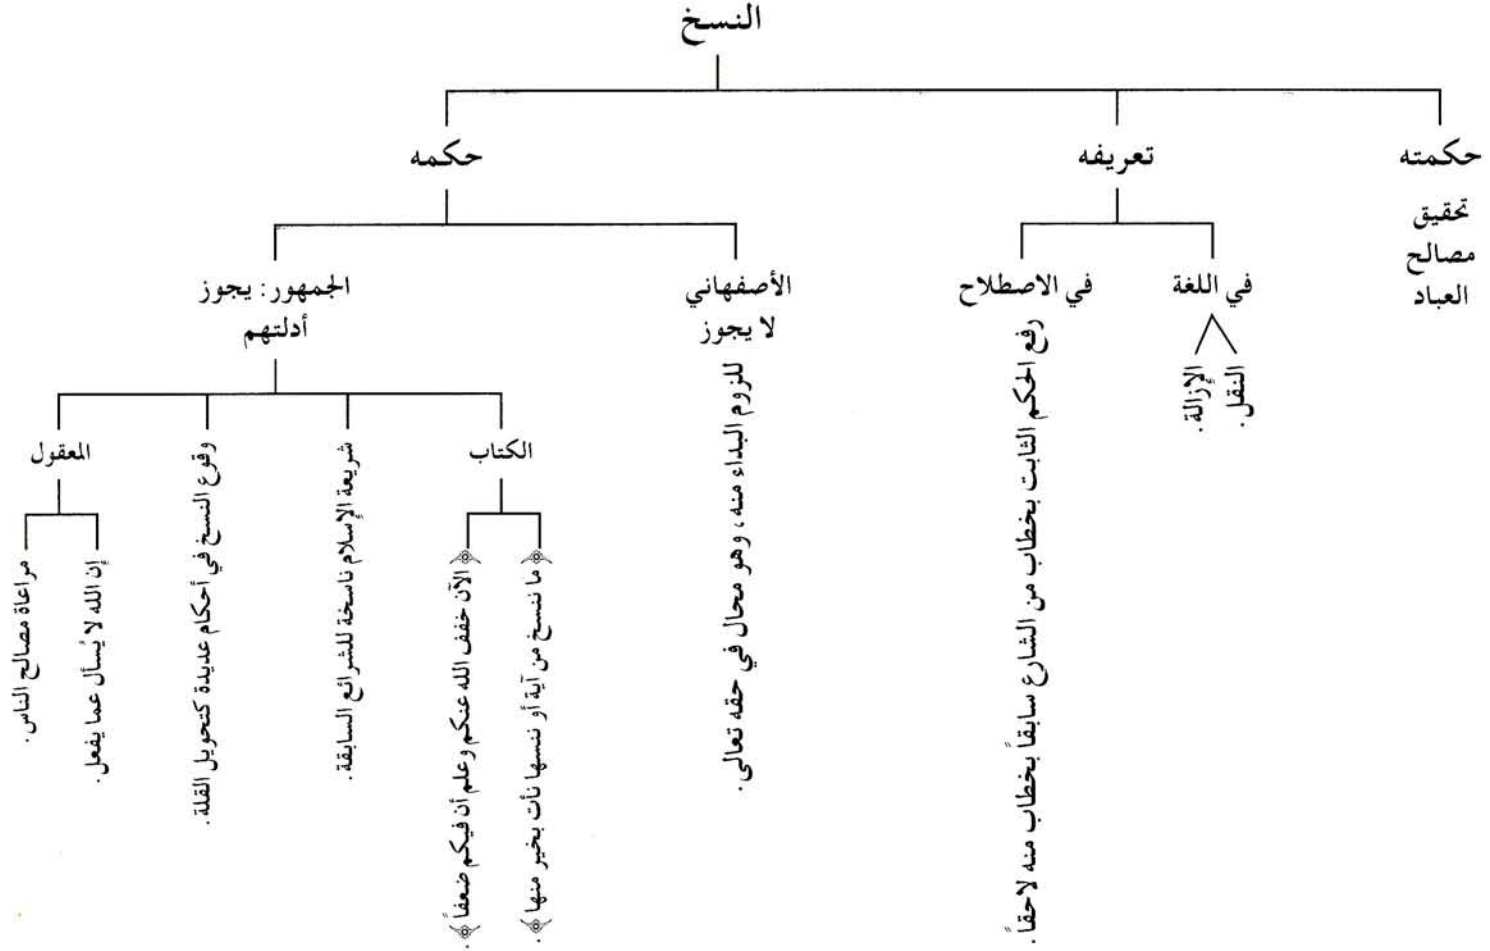 النسخ
حكمته
تحقيق
مصالح
العباد
تعريفه
في اللغة
النقل.
الإزالة.
في الاصطلاح
رفع الحكم الثابت بخطاب من الشارع سابقاً بخطاب منه لاحقاً.
حكمه
الأصفهاني
لا يجوز
للزوم البداء منه، وهو محال في حقه تعالى.
الجمهور: يجوز
أدلتهم
الكتاب
﴿ما ننسخ من آية أو ننسها نأت بخير منها﴾.
﴿الآن خفف الله عنكم وعلم أن فيكم ضعفاً﴾.
شريعة الإسلام ناسخة للشرائع السابقة.
وقوع النسخ في أحكام عديدة كتحويل القلة.
المعقول
إن الله لا يُسأل عما يفعل.
مراعاة مصالح الناس.